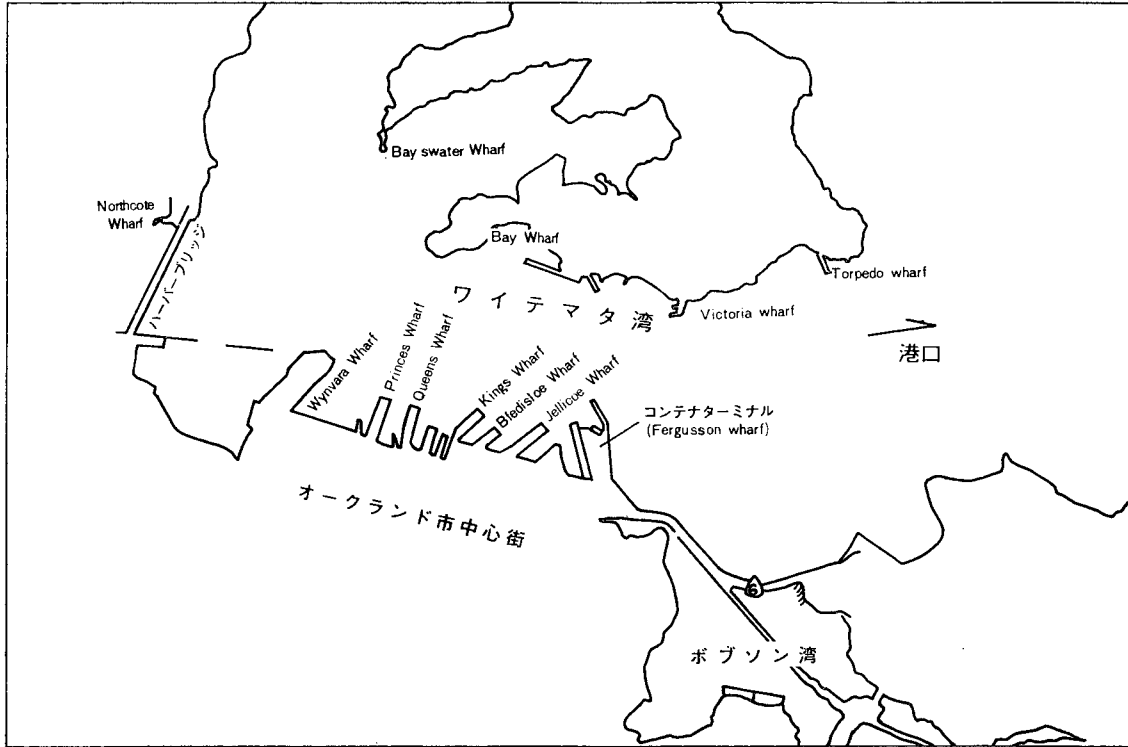 Bay swater Wharf
Northcote
Wharf
ハーバーブリッジ
Bay Wharf
Torpedo wharf
ワイテマタ湾
Victoria wharf
港口
Wynvara Wharf
Princes Wharf
Queens Wharf
Kings Wharf
Bfedisloe Wharf
Jellicoe Wharf
コンテナターミナル
(Fergusson wharf)
オークランド市中心街
6
ボブソン湾